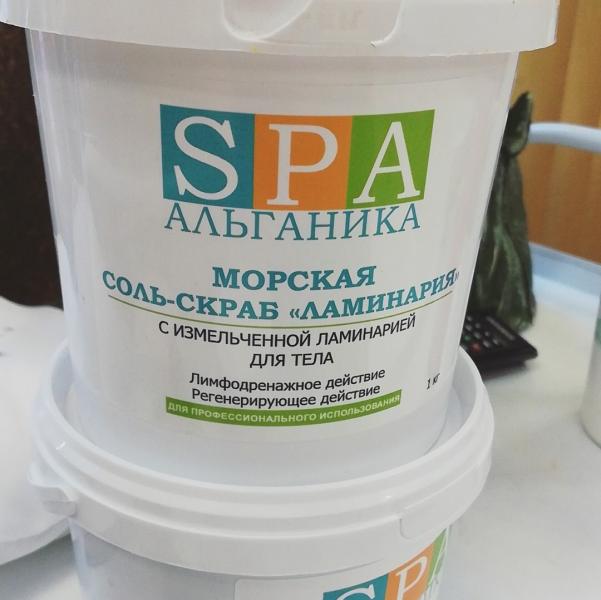 SPA
АЛЬГАНИКА
МОРСКАЯ
СОЛЬ-СКРАБ «ЛАМИНАРИЯ»
С ИЗМЕЛЬЧЕННОЙ ЛАМИНАРИЕЙ
ДЛЯ ТЕЛА
Лимфодренажное действие
Регенерирующее действие
1 кг
ДЛЯ ПРОФЕССИОНАЛЬНОГО ИСПОЛЬЗОВАНИЯ
SPA